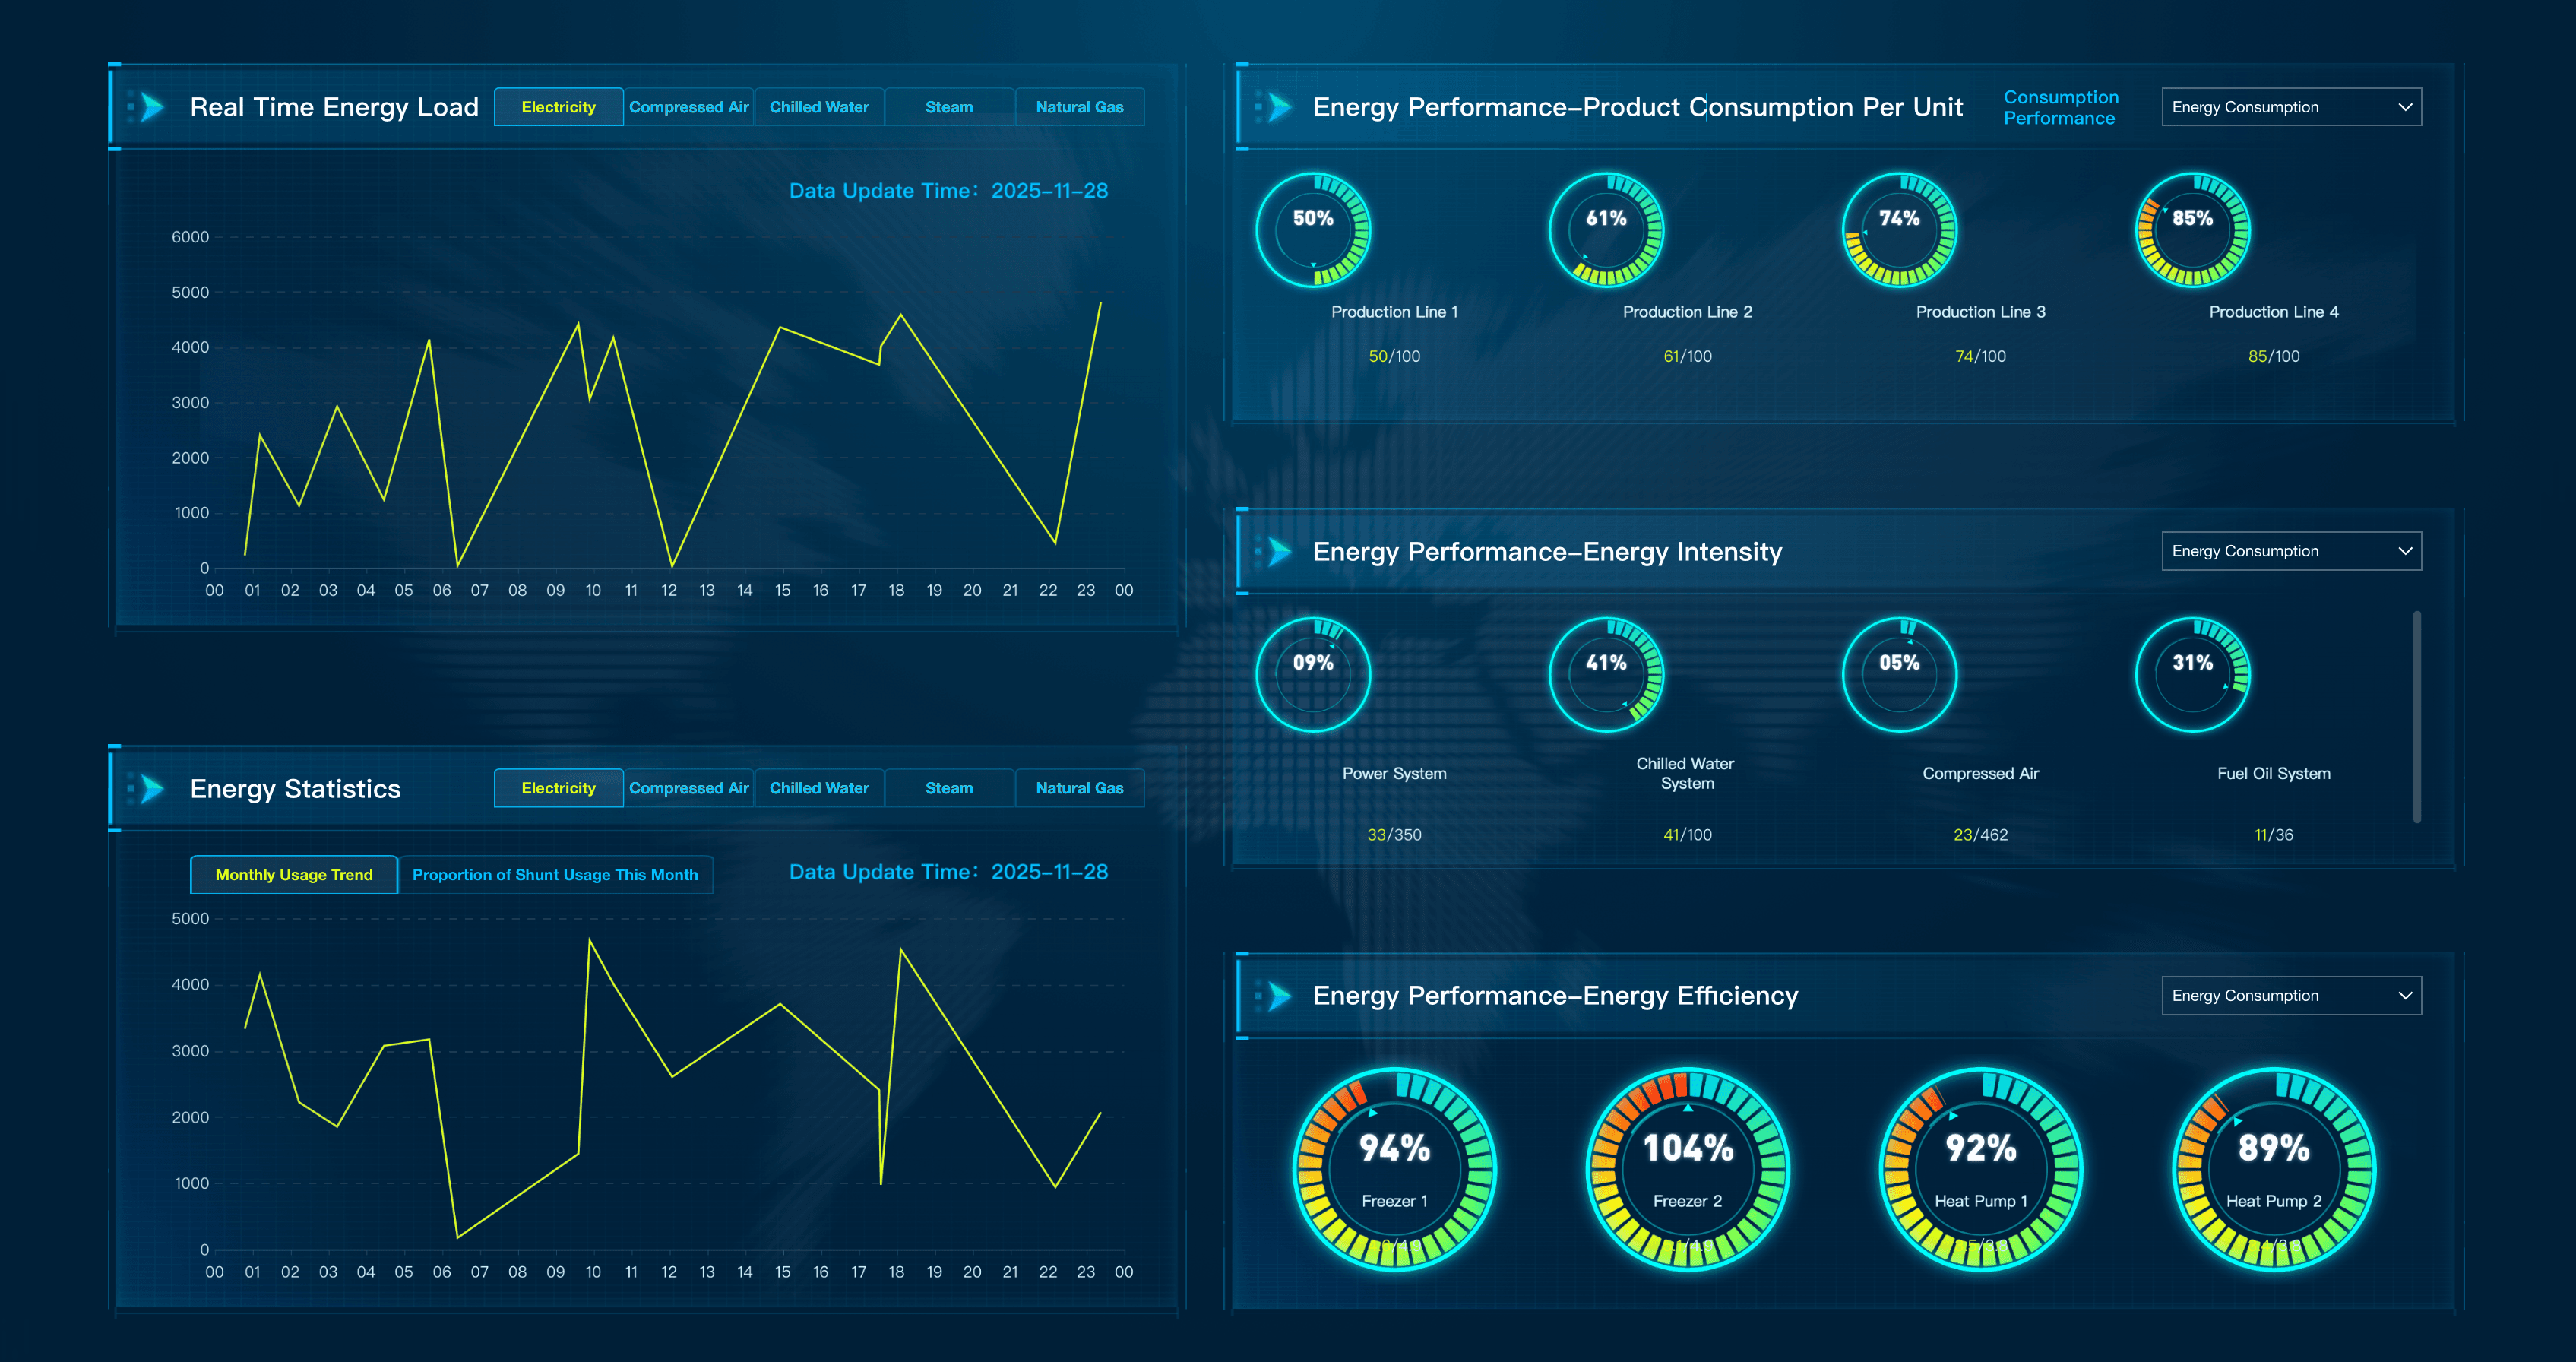 Real Time Energy Load
Electricity
Compressed Air
Chilled Water
Steam
Natural Gas
Data Update Time: 2025-11-28
6000
5000
4000
3000
2000
1000
0
00 01 02 03 04 05 06 07 08 09 10 11 12 13 14 15 16 17 18 19 20 21 22 23 00
Energy Statistics
Electricity
Compressed Air
Chilled Water
Steam
Natural Gas
Monthly Usage Trend
Proportion of Shunt Usage This Month
Data Update Time: 2025-11-28
5000
4000
3000
2000
1000
0
00 01 02 03 04 05 06 07 08 09 10 11 12 13 14 15 16 17 18 19 20 21 22 23 00
Energy Performance-Product Consumption Per Unit
Consumption
Performance
Energy Consumption
50%
61%
74%
85%
Production Line 1
Production Line 2
Production Line 3
Production Line 4
50/100
61/100
74/100
85/100
Energy Performance-Energy Intensity
Energy Consumption
09%
41%
05%
31%
Power System
Chilled Water
System
Compressed Air
Fuel Oil System
33/350
41/100
23/462
11/36
Energy Performance-Energy Efficiency
Energy Consumption
94%
Freezer 1
104%
Freezer 2
92%
Heat Pump 1
89%
Heat Pump 2